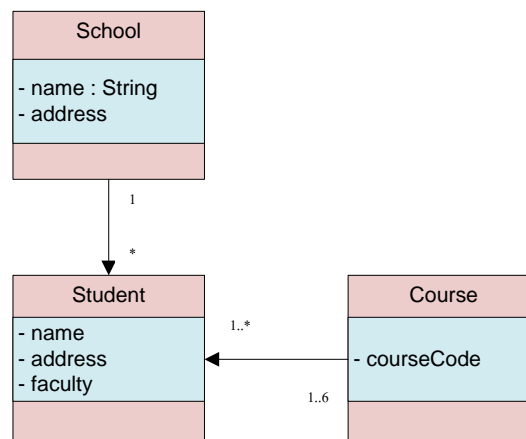 School
- name : String
- address
1
*
Student
- name
- address
- faculty
1..*
1..6
Course
- courseCode